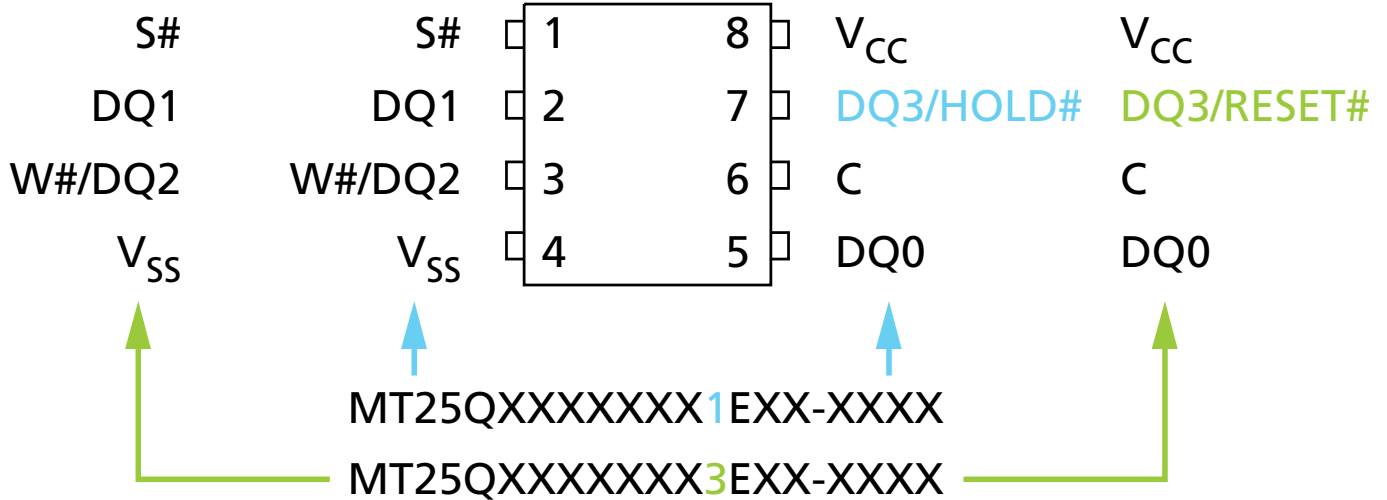 S# S# 1 8 VCC VCC
DQ1 DQ1 2 7 DQ3/HOLD# DQ3/RESET#
W#/DQ2 W#/DQ2 3 6 C C
VSS VSS 4 5 DQ0 DQ0
MT25QXXXXXXX1EXX-XXXX
MT25QXXXXXXX3EXX-XXXX